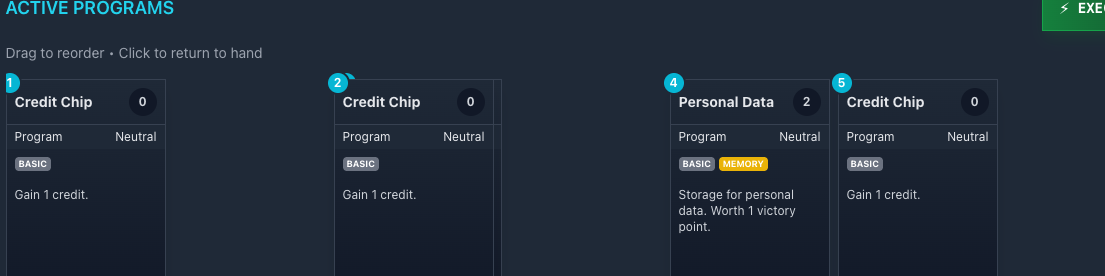 ACTIVE PROGRAMS
⚡ EXE
Drag to reorder • Click to return to hand
1
Credit Chip 0
Program Neutral
BASIC
Gain 1 credit.
2
Credit Chip 0
Program Neutral
BASIC
Gain 1 credit.
4
Personal Data 2
Program Neutral
BASIC MEMORY
Storage for personal
data. Worth 1 victory
point.
5
Credit Chip 0
Program Neutral
BASIC
Gain 1 credit.